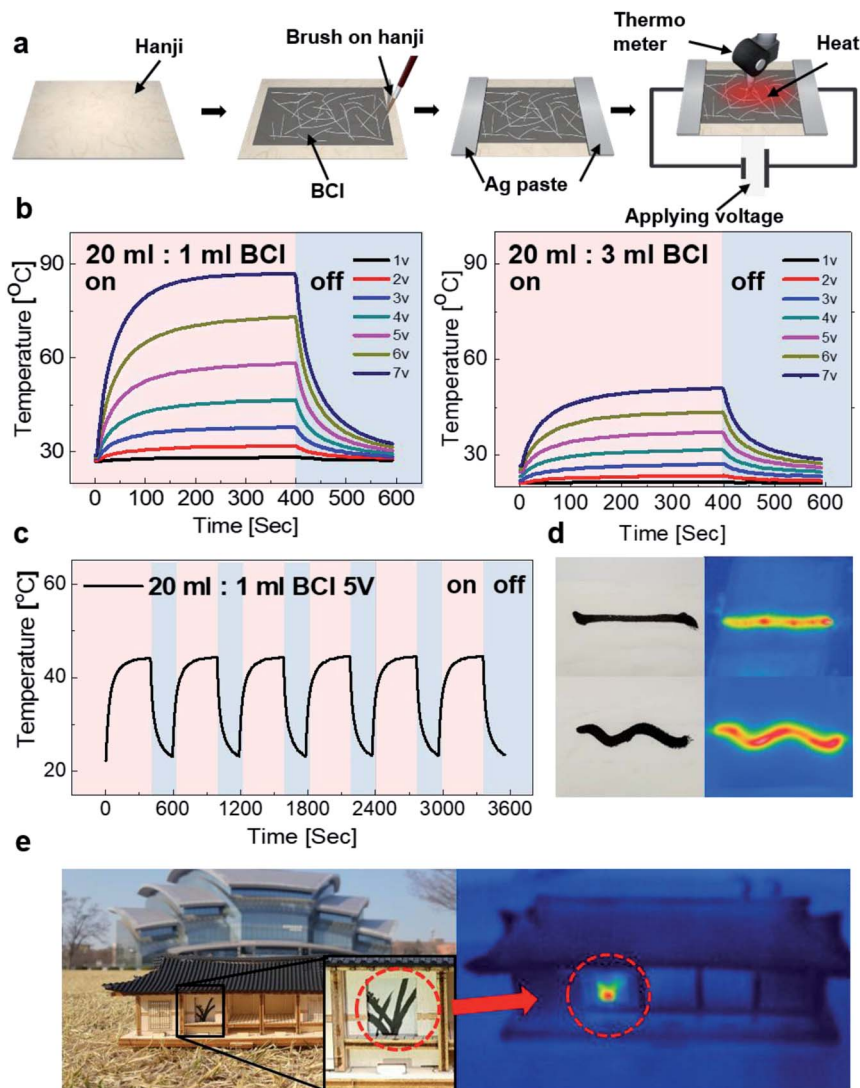 a
Hanji
Brush on hanji
BCI
Ag paste
Thermo
meter
Heat
Applying voltage
b
20 ml : 1 ml BCI
on off
1v
2v
3v
4v
5v
6v
7v
Temperature [°C]
90
60
30
0 100 200 300 400 500 600
Time [Sec]
20 ml : 3 ml BCI
on off
1v
2v
3v
4v
5v
6v
7v
Temperature [°C]
90
60
30
0 100 200 300 400 500 600
Time [Sec]
c
20 ml : 1 ml BCI 5V on off
Temperature [°C]
60
40
20
0 600 1200 1800 2400 3000 3600
Time [Sec]
d
e